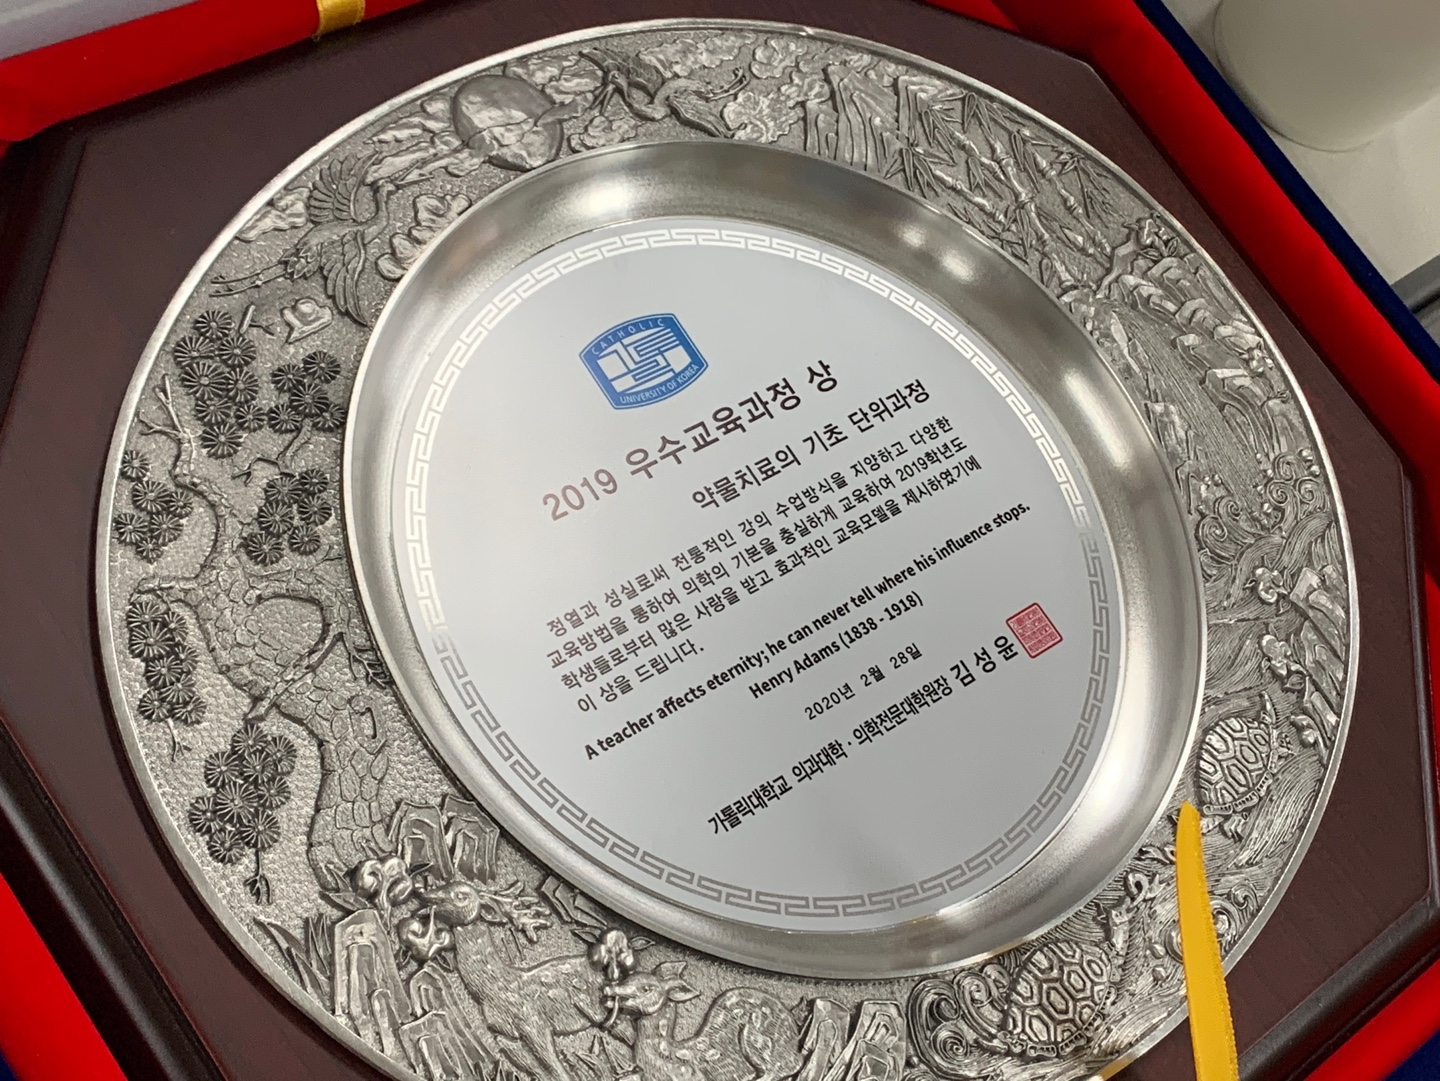 CATHOLIC
UNIVERSITY OF KOREA
2019 우수교육과정 상
약물치료의 기초 단위과정
정열과 성실로써 전통적인 강의 수업방식을 지양하고 다양한
교육방법을 통하여 의학의 기본을 충실하게 교육하여 2019학년도
학생들로부터 많은 사랑을 받고 효과적인 교육모델을 제시하였기에
이 상을 드립니다.
A teacher affects eternity; he can never tell where his influence stops.
Henry Adams (1838 - 1918)
2020년 2월 28일
가톨릭대학교 의과대학 · 의학전문대학원장 김성윤